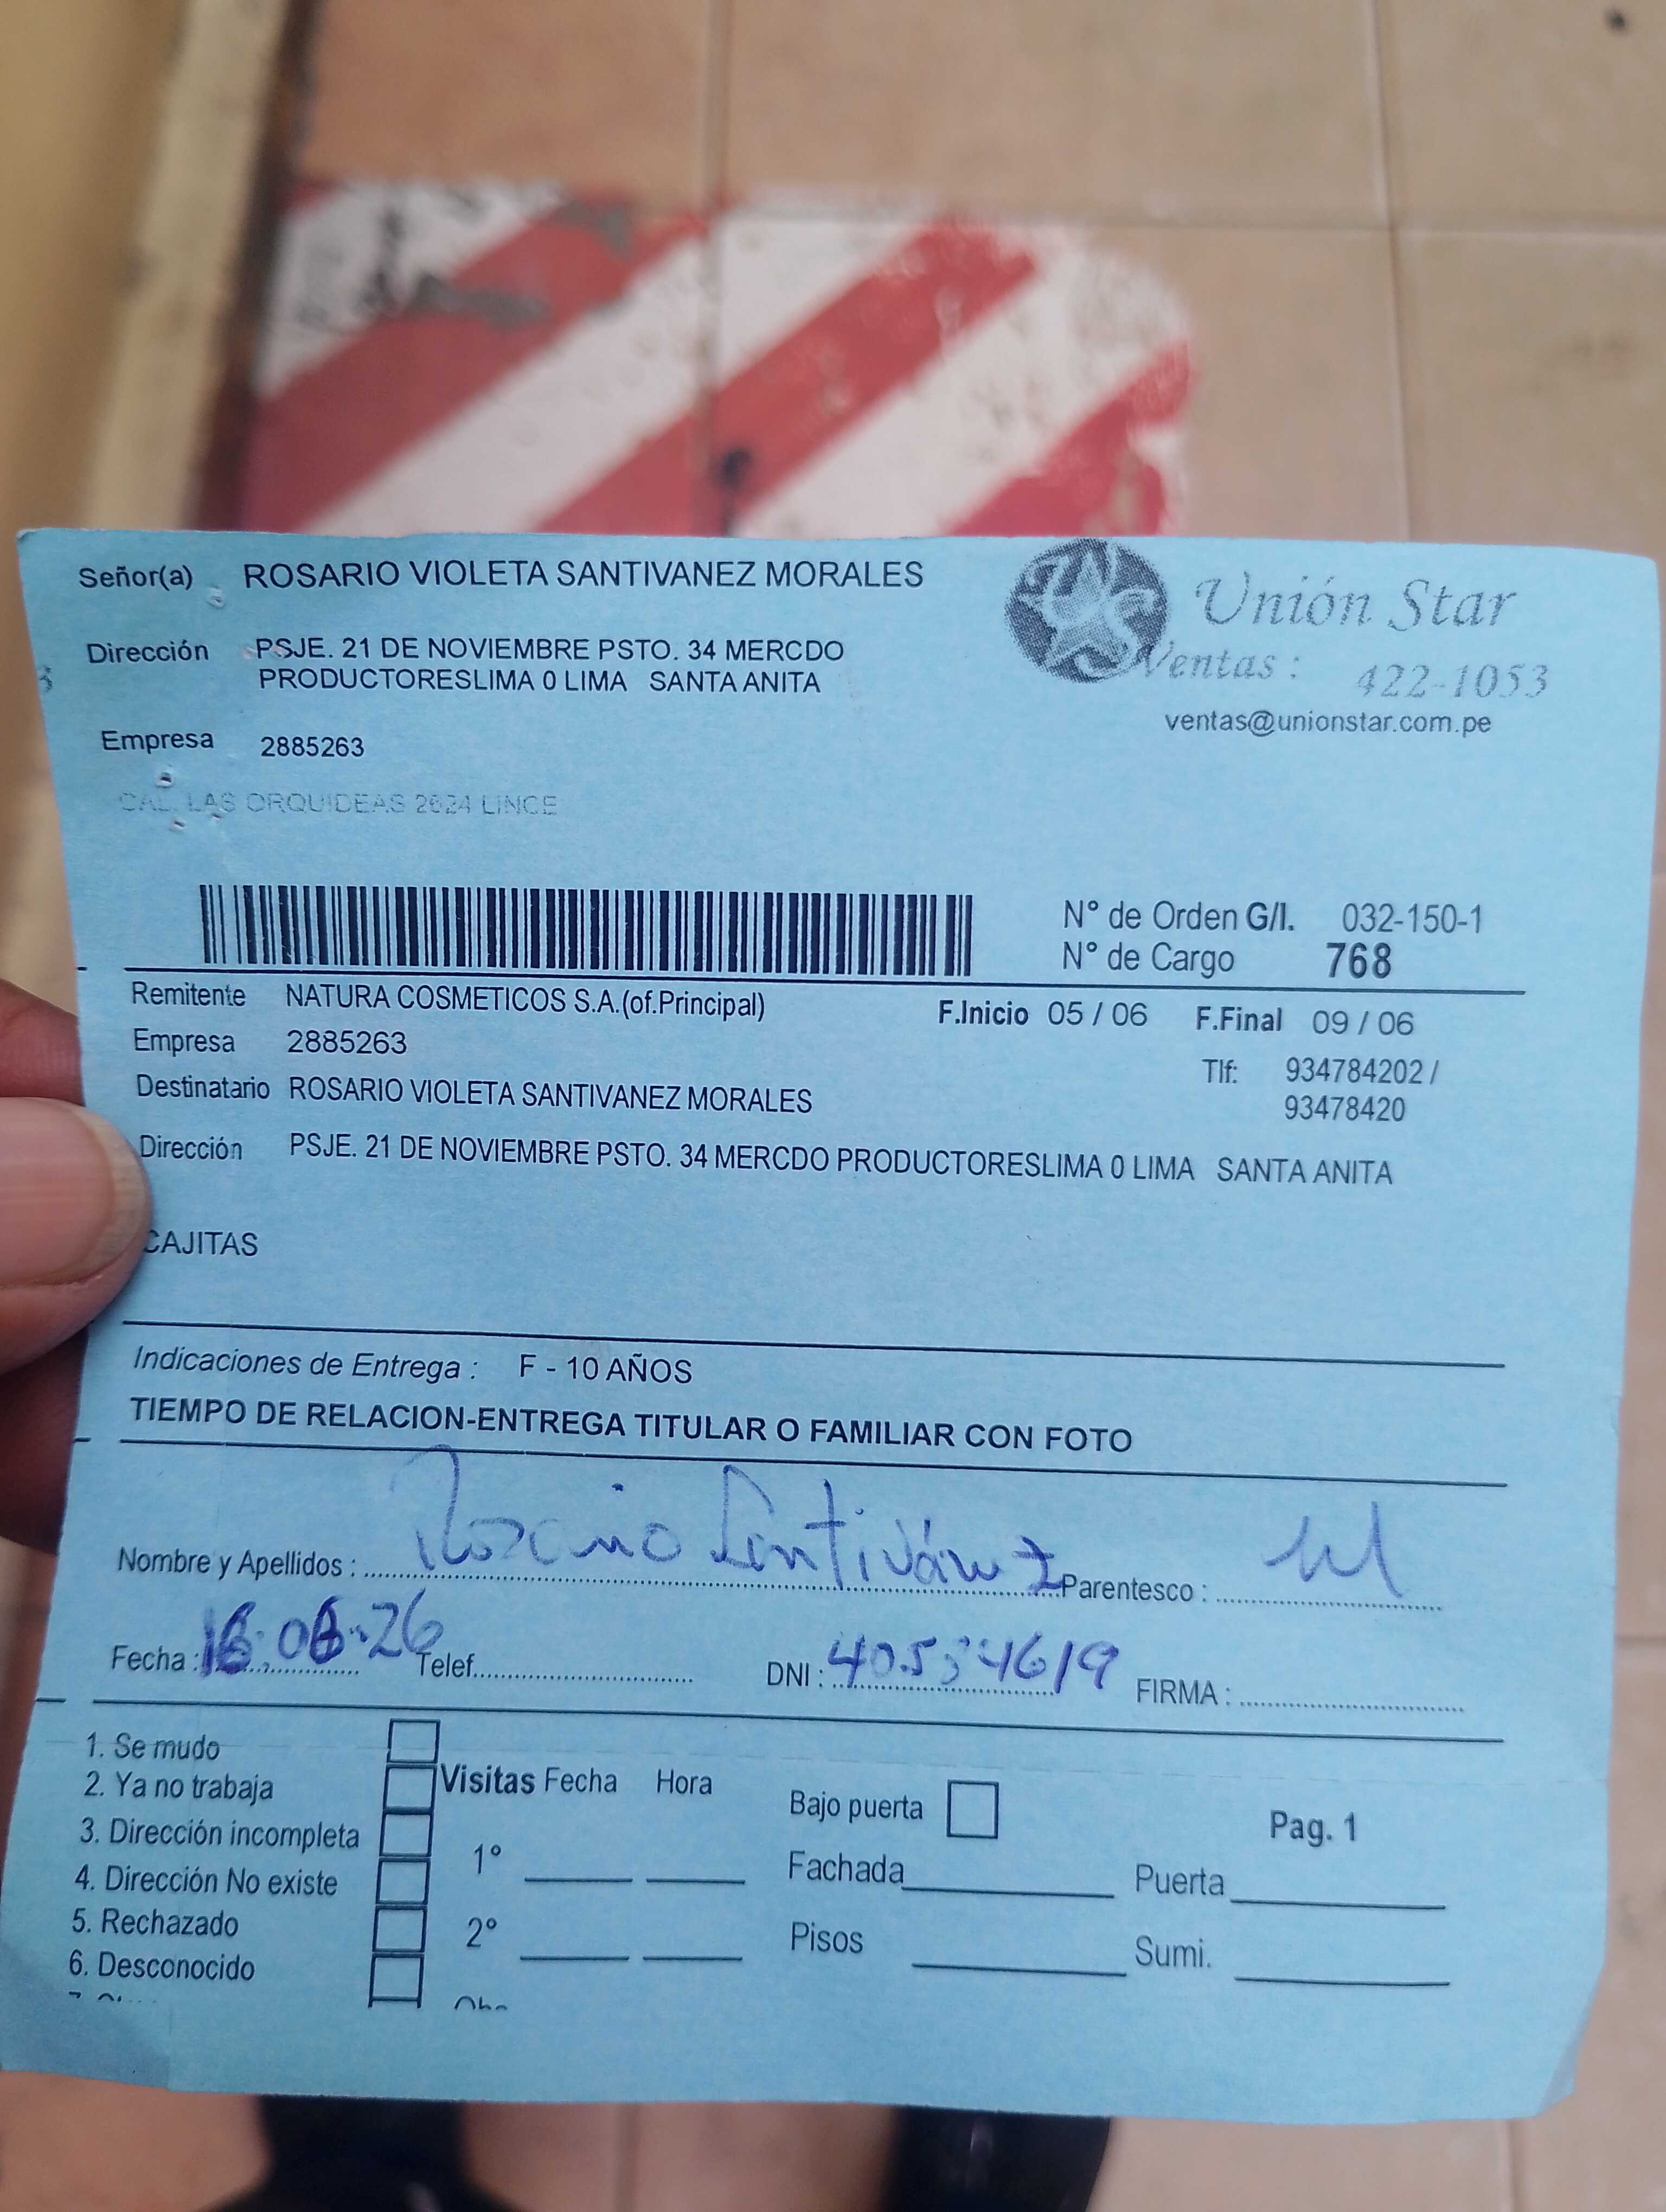 Señor(a) ROSARIO VIOLETA SANTIVANEZ MORALES
Unión Star
Dirección PSJE. 21 DE NOVIEMBRE PSTO. 34 MERCDO
PRODUCTORESLIMA 0 LIMA SANTA ANITA
Ventas : 422-1053
ventas@unionstar.com.pe
Empresa 2885263
CAL. LAS ORQUIDEAS 2624 LINCE
N° de Orden G/I. 032-150-1
N° de Cargo 768
Remitente NATURA COSMETICOS S.A.(of.Principal)
F.Inicio 05 / 06 F.Final 09 / 06
Empresa 2885263
Tlf: 934784202 /
93478420
Destinatario ROSARIO VIOLETA SANTIVANEZ MORALES
Dirección PSJE. 21 DE NOVIEMBRE PSTO. 34 MERCDO PRODUCTORESLIMA 0 LIMA SANTA ANITA
CAJITAS
Indicaciones de Entrega : F - 10 AÑOS
TIEMPO DE RELACION-ENTREGA TITULAR O FAMILIAR CON FOTO
Nombre y Apellidos : Rosario Santiváñez Parentesco :
Fecha : Telef. DNI : 40534619 FIRMA :
1. Se mudo
2. Ya no trabaja
3. Dirección incompleta
4. Dirección No existe
5. Rechazado
6. Desconocido
Visitas Fecha Hora
1°
2°
Bajo puerta
Pag. 1
Fachada Puerta
Pisos Sumi.